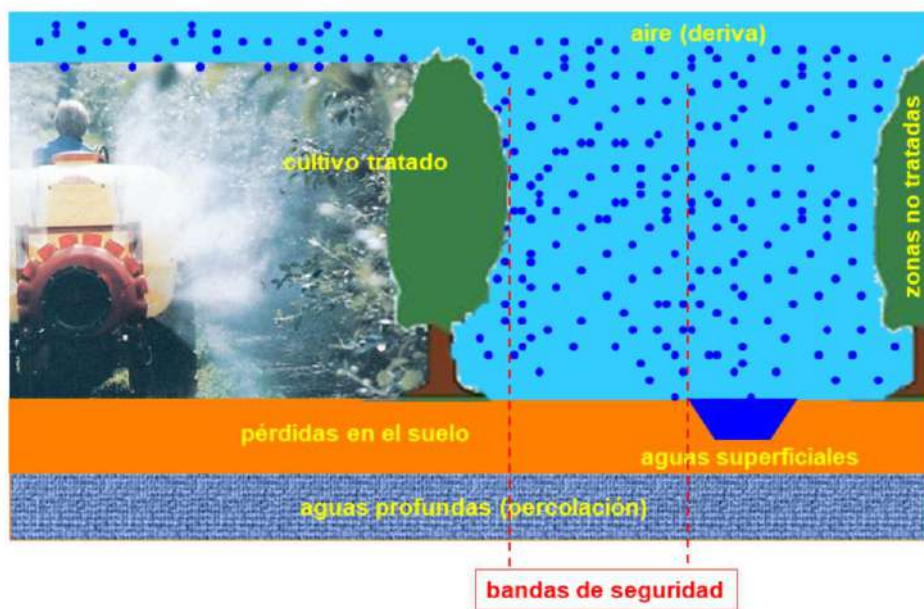 aire (deriva)
cultivo tratado
zonas no tratadas
pérdidas en el suelo
aguas superficiales
aguas profundas (percolación)
bandas de seguridad